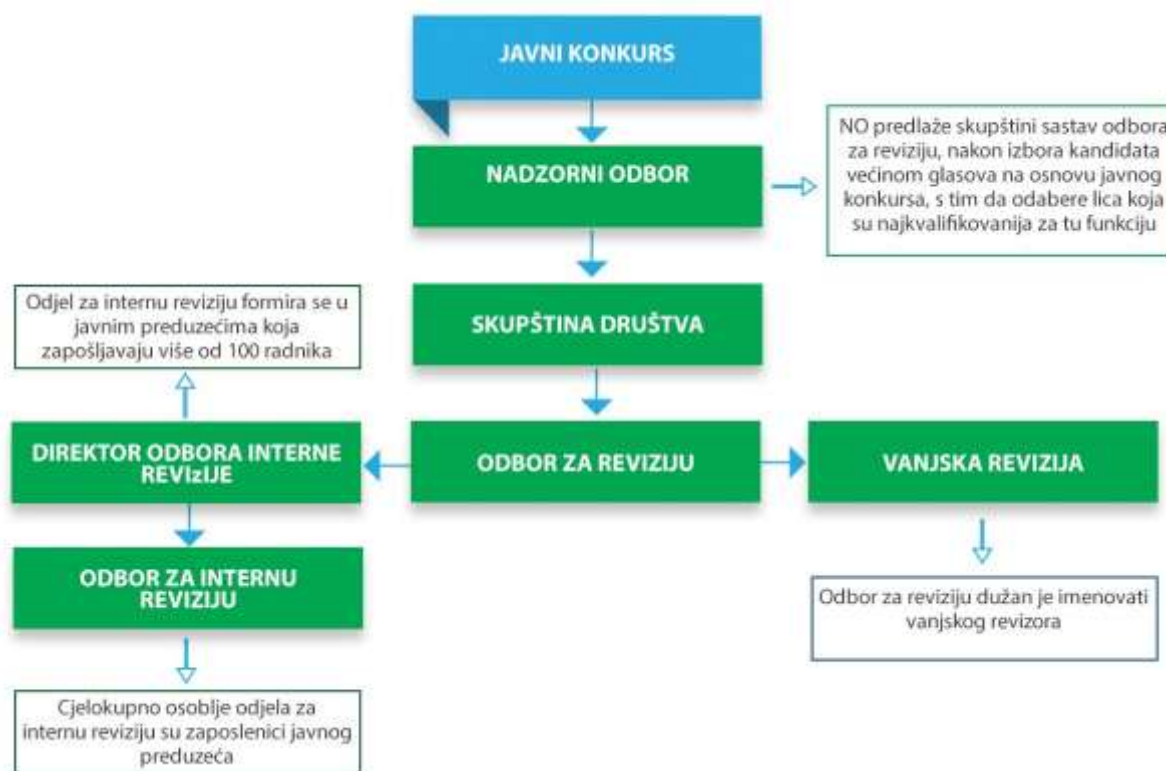 JAVNI KONKURS
NADZORNI ODBOR
NO predlaže skupštini sastav odbora
za reviziju, nakon izbora kandidata
većinom glasova na osnovu javnog
konkursa, s tim da odabere lica koja
su najkvalifikovanija za tu funkciju
SKUPŠTINA DRUŠTVA
Odjel za internu reviziju formira se u
javnim preduzećima koja
zapošljavaju više od 100 radnika
DIREKTOR ODBORA INTERNE
REVIzIJE
ODBOR ZA REVIZIJU
VANJSKA REVIZIJA
ODBOR ZA INTERNU
REVIZIJU
Odbor za reviziju dužan je imenovati
vanjskog revizora
Cjelokupno osoblje odjela za
internu reviziju su zaposlenici javnog
preduzeća